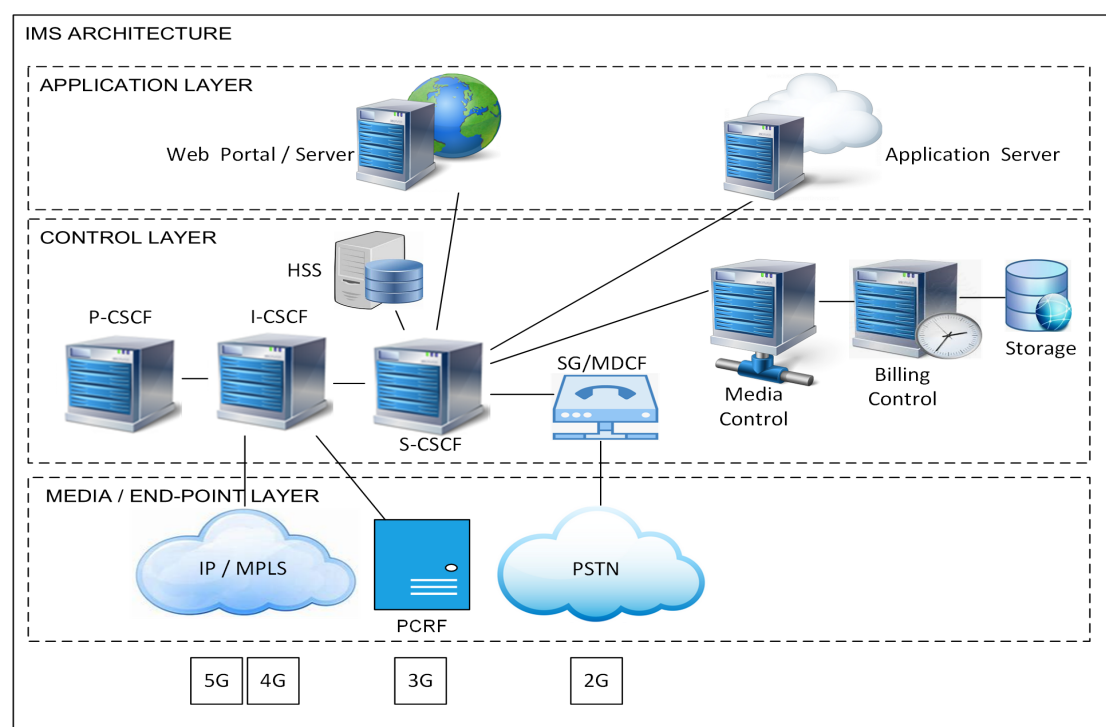 IMS ARCHITECTURE
APPLICATION LAYER
Web Portal / Server
Application Server
CONTROL LAYER
HSS
P-CSCF
I-CSCF
S-CSCF
SG/MDCF
Media
Control
Billing
Control
Storage
MEDIA / END-POINT LAYER
IP / MPLS
PCRF
PSTN
5G
4G
3G
2G